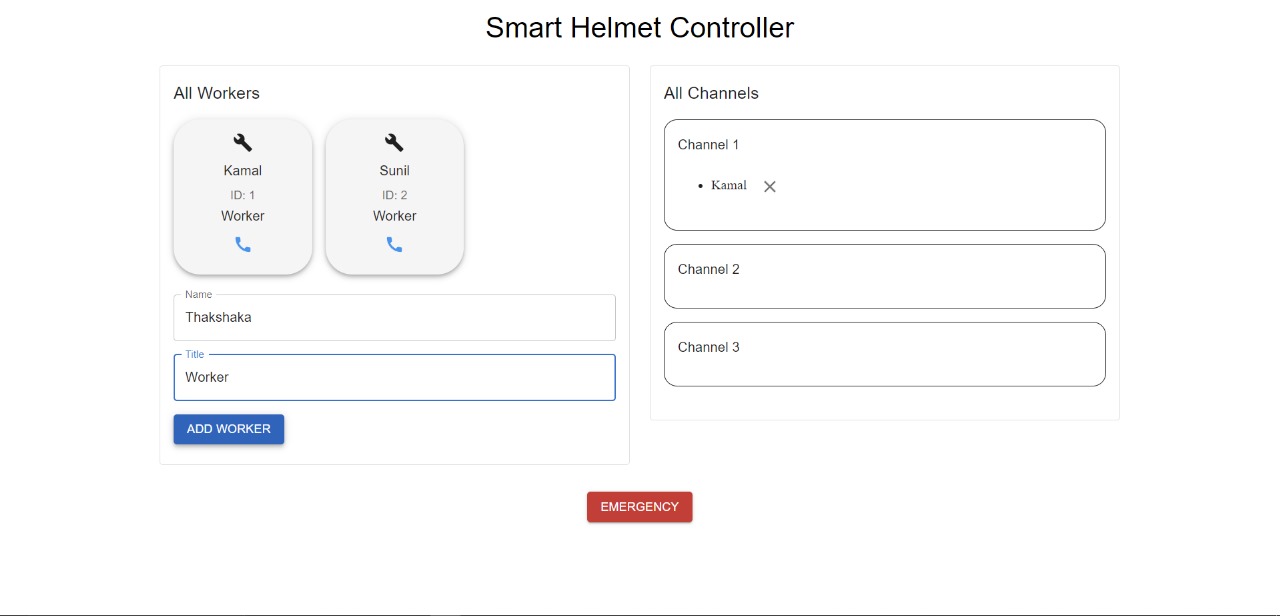 Smart Helmet Controller
All Workers
Kamal
ID: 1
Worker
Sunil
ID: 2
Worker
Name
Thakshaka
Title
Worker
ADD WORKER
All Channels
Channel 1
• Kamal
Channel 2
Channel 3
EMERGENCY